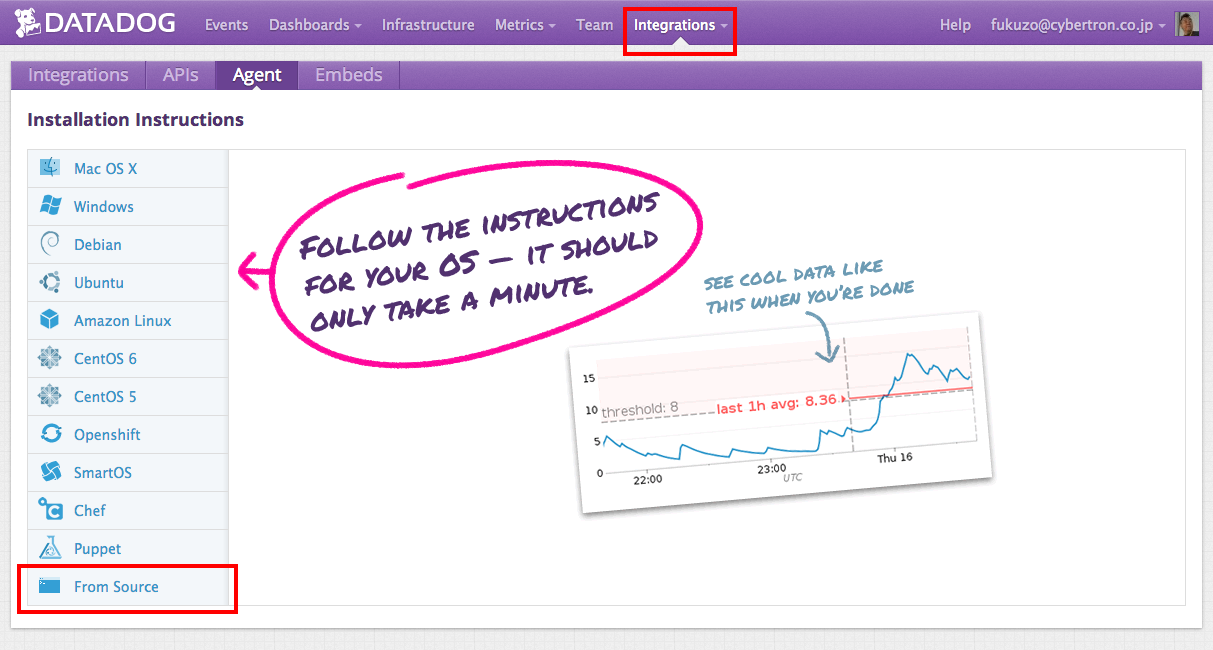 DATADOG
Events Dashboards Infrastructure Metrics Team Integrations Help fukuzo@cybertron.co.jp
Integrations APIs Agent Embeds
Installation Instructions
Mac OS X
Windows
Debian
Ubuntu
Amazon Linux
CentOS 6
CentOS 5
Openshift
SmartOS
Chef
Puppet
From Source
FOLLOW THE INSTRUCTIONS
FOR YOUR OS — IT SHOULD
ONLY TAKE A MINUTE.
SEE COOL DATA LIKE
THIS WHEN YOU'RE DONE
15
10
5
0
threshold: 8
last 1h avg: 8.36
22:00 23:00 Thu 16
UTC